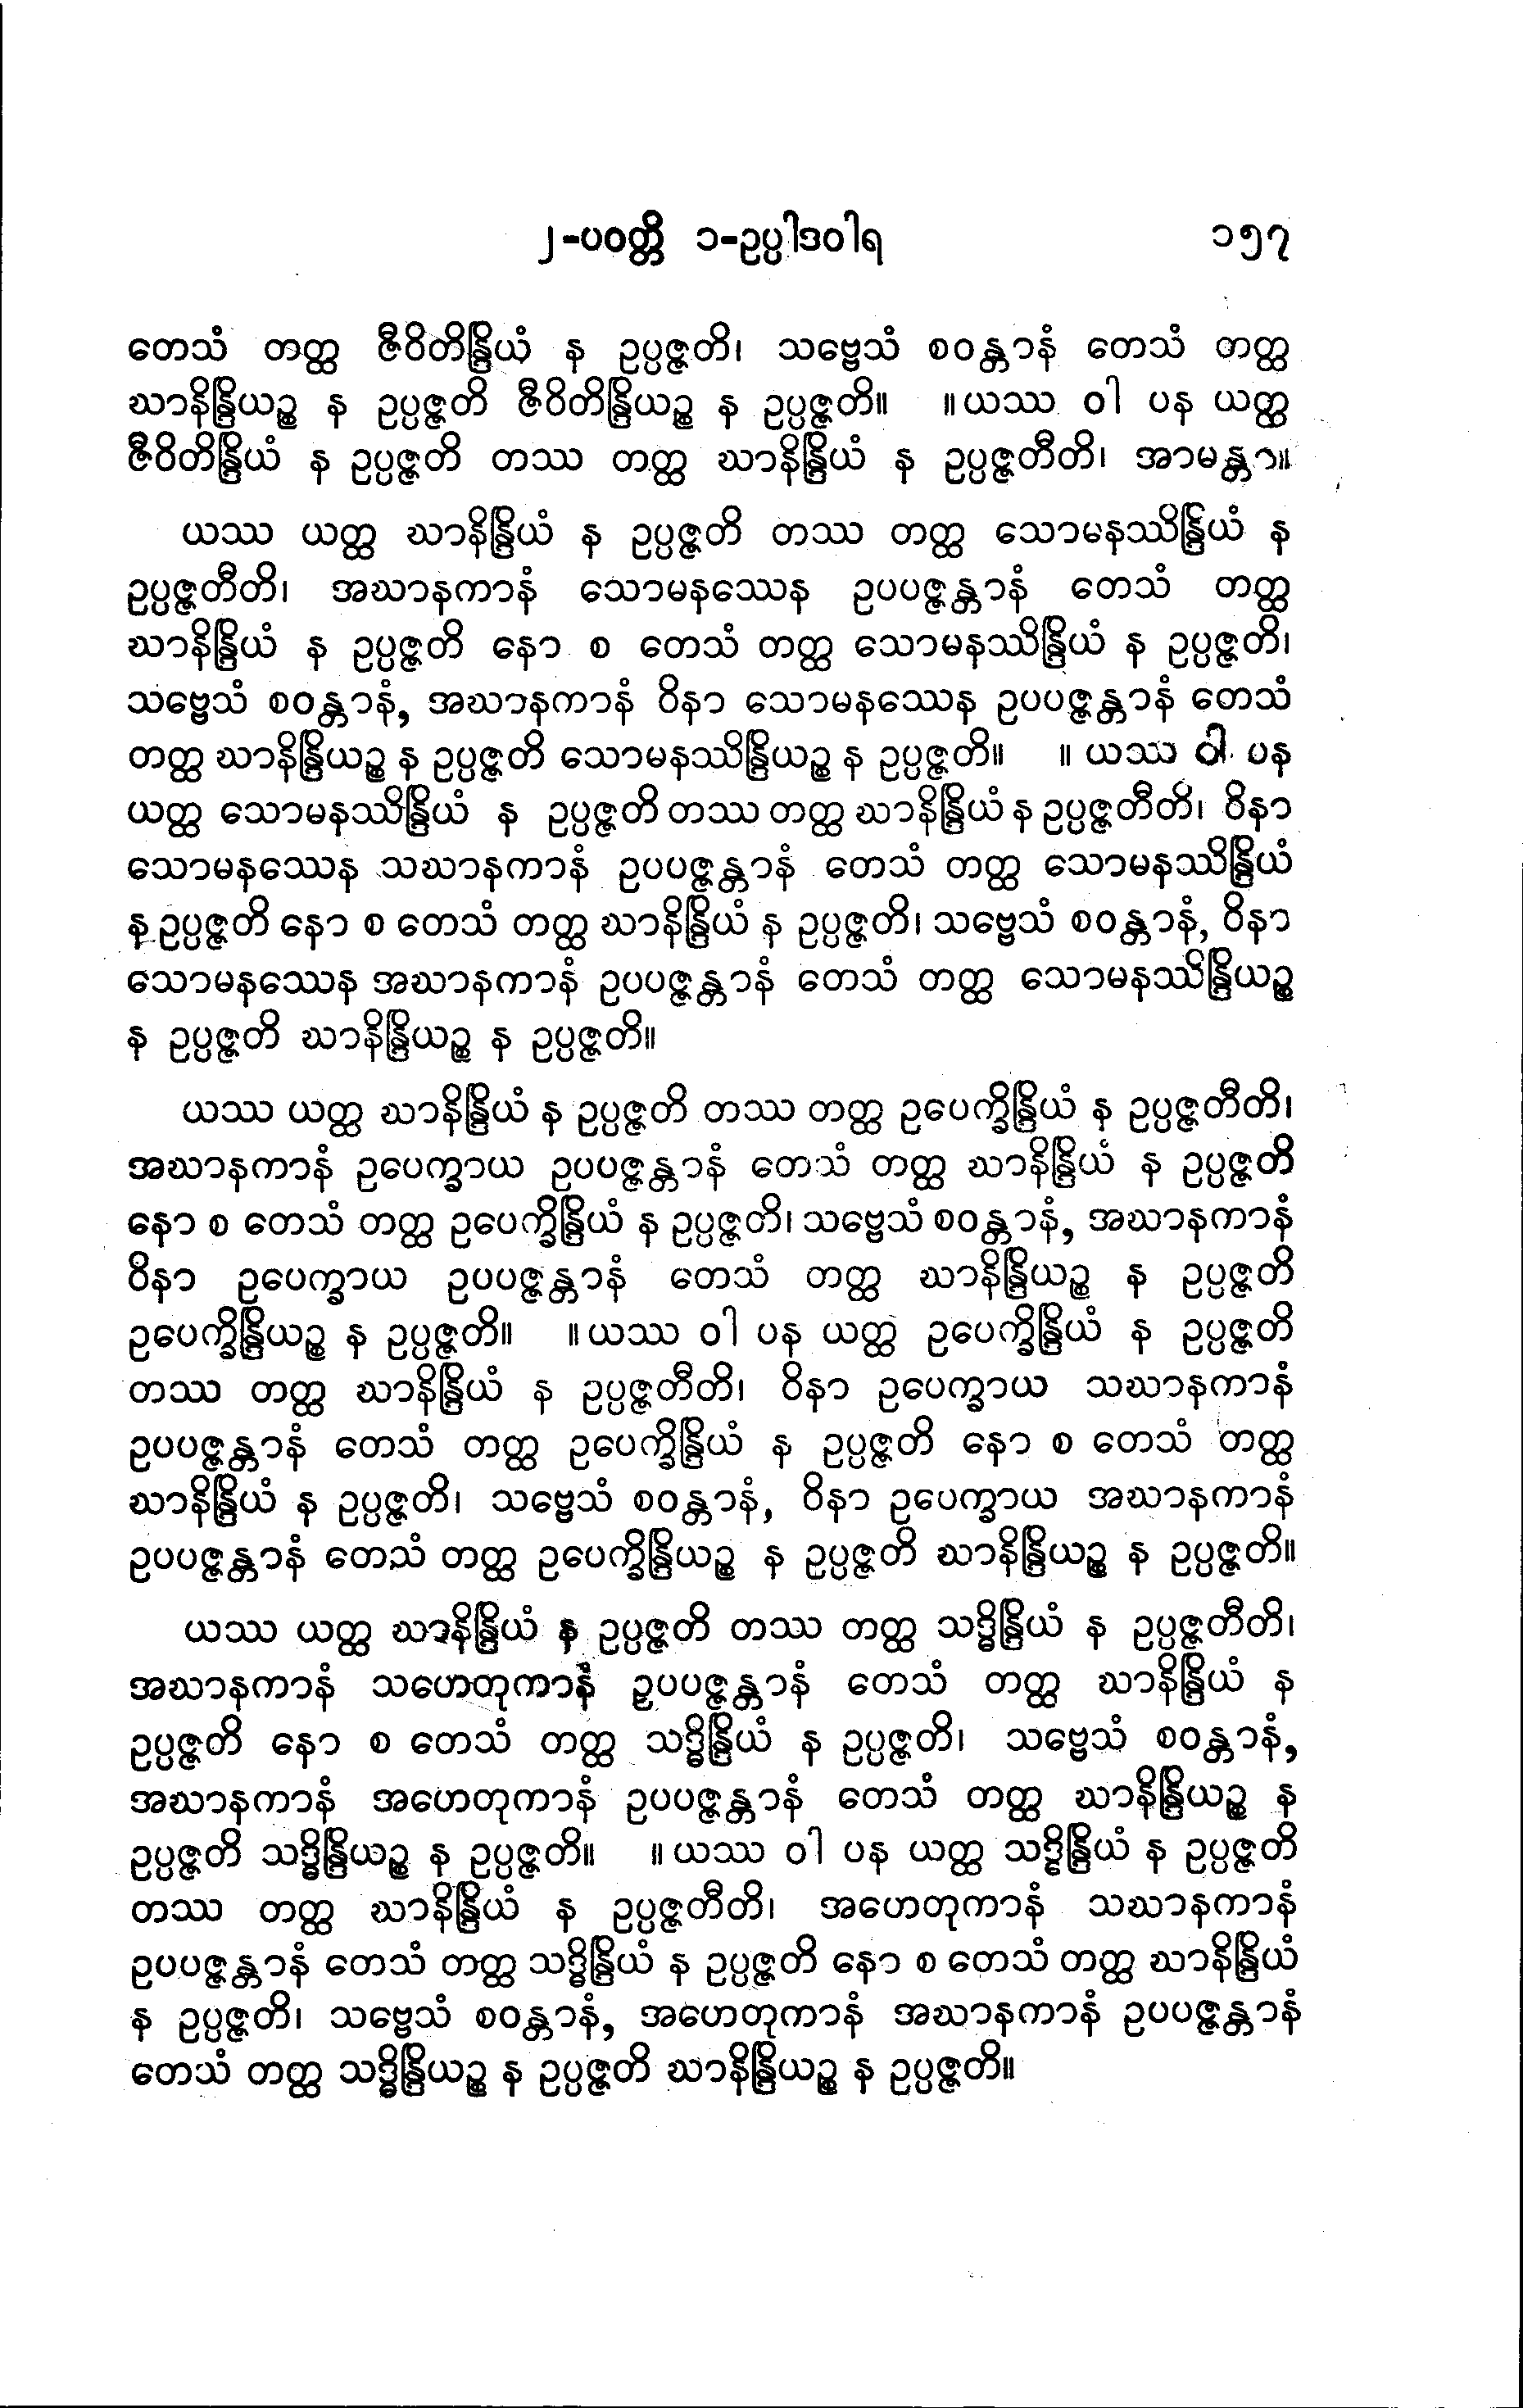 ၂-ပဝတ္တိ ၁-ဥပ္ပါဒဝါရ ၁၅၇
တေသံ တတ္ထ ဇီဝိတိန္ဒြိယံ န ဥပ္ပဇ္ဇတိ၊ သဗ္ဗေသံ စဝန္တာနံ တေသံ တတ္ထ
ဃာနိန္ဒြိယဉ္စ န ဥပ္ပဇ္ဇတိ ဇီဝိတိန္ဒြိယဉ္စ န ဥပ္ပဇ္ဇတိ။ ။ယဿ ဝါ ပန ယတ္ထ
ဇီဝိတိန္ဒြိယံ န ဥပ္ပဇ္ဇတိ တဿ တတ္ထ ဃာနိန္ဒြိယံ န ဥပ္ပဇ္ဇတီတိ၊ အာမန္တာ။
ယဿ ယတ္ထ ဃာနိန္ဒြိယံ န ဥပ္ပဇ္ဇတိ တဿ တတ္ထ သောမနဿိန္ဒြိယံ န
ဥပ္ပဇ္ဇတီတိ၊ အဃာနကာနံ သောမနဿေန ဥပပဇ္ဇန္တာနံ တေသံ တတ္ထ
ဃာနိန္ဒြိယံ န ဥပ္ပဇ္ဇတိ နော စ တေသံ တတ္ထ သောမနဿိန္ဒြိယံ န ဥပ္ပဇ္ဇတိ၊
သဗ္ဗေသံ စဝန္တာနံ, အဃာနကာနံ ဝိနာ သောမနဿေန ဥပပဇ္ဇန္တာနံ တေသံ
တတ္ထ ဃာနိန္ဒြိယဉ္စ န ဥပ္ပဇ္ဇတိ သောမနဿိန္ဒြိယဉ္စ န ဥပ္ပဇ္ဇတိ။ ။ ယဿ ဝါ ပန
ယတ္ထ သောမနဿိန္ဒြိယံ န ဥပ္ပဇ္ဇတိ တဿ တတ္ထ ဃာနိန္ဒြိယံ န ဥပ္ပဇ္ဇတီတိ၊ ဝိနာ
သောမနဿေန သဃာနကာနံ ဥပပဇ္ဇန္တာနံ တေသံ တတ္ထ သောမနဿိန္ဒြိယံ
န ဥပ္ပဇ္ဇတိ နော စ တေသံ တတ္ထ ဃာနိန္ဒြိယံ န ဥပ္ပဇ္ဇတိ၊ သဗ္ဗေသံ စဝန္တာနံ, ဝိနာ
သောမနဿေန အဃာနကာနံ ဥပပဇ္ဇန္တာနံ တေသံ တတ္ထ သောမနဿိန္ဒြိယဉ္စ
န ဥပ္ပဇ္ဇတိ ဃာနိန္ဒြိယဉ္စ န ဥပ္ပဇ္ဇတိ။
ယဿ ယတ္ထ ဃာနိန္ဒြိယံ န ဥပ္ပဇ္ဇတိ တဿ တတ္ထ ဥပေက္ခိန္ဒြိယံ န ဥပ္ပဇ္ဇတီတိ၊
အဃာနကာနံ ဥပေက္ခာယ ဥပပဇ္ဇန္တာနံ တေသံ တတ္ထ ဃာနိန္ဒြိယံ န ဥပ္ပဇ္ဇတိ
နော စ တေသံ တတ္ထ ဥပေက္ခိန္ဒြိယံ န ဥပ္ပဇ္ဇတိ၊ သဗ္ဗေသံ စဝန္တာနံ, အဃာနကာနံ
ဝိနာ ဥပေက္ခာယ ဥပပဇ္ဇန္တာနံ တေသံ တတ္ထ ဃာနိန္ဒြိယဉ္စ န ဥပ္ပဇ္ဇတိ
ဥပေက္ခိန္ဒြိယဉ္စ န ဥပ္ပဇ္ဇတိ။ ။ယဿ ဝါ ပန ယတ္ထ ဥပေက္ခိန္ဒြိယံ န ဥပ္ပဇ္ဇတိ
တဿ တတ္ထ ဃာနိန္ဒြိယံ န ဥပ္ပဇ္ဇတီတိ၊ ဝိနာ ဥပေက္ခာယ သဃာနကာနံ
ဥပပဇ္ဇန္တာနံ တေသံ တတ္ထ ဥပေက္ခိန္ဒြိယံ န ဥပ္ပဇ္ဇတိ နော စ တေသံ တတ္ထ
ဃာနိန္ဒြိယံ န ဥပ္ပဇ္ဇတိ၊ သဗ္ဗေသံ စဝန္တာနံ, ဝိနာ ဥပေက္ခာယ အဃာနကာနံ
ဥပပဇ္ဇန္တာနံ တေသံ တတ္ထ ဥပေက္ခိန္ဒြိယဉ္စ န ဥပ္ပဇ္ဇတိ ဃာနိန္ဒြိယဉ္စ န ဥပ္ပဇ္ဇတိ။
ယဿ ယတ္ထ ဃာနိန္ဒြိယံ န ဥပ္ပဇ္ဇတိ တဿ တတ္ထ သဒ္ဓိန္ဒြိယံ န ဥပ္ပဇ္ဇတီတိ၊
အဃာနကာနံ သဟေတုကာနံ ဥပပဇ္ဇန္တာနံ တေသံ တတ္ထ ဃာနိန္ဒြိယံ န
ဥပ္ပဇ္ဇတိ နော စ တေသံ တတ္ထ သဒ္ဓိန္ဒြိယံ န ဥပ္ပဇ္ဇတိ၊ သဗ္ဗေသံ စဝန္တာနံ,
အဃာနကာနံ အဟေတုကာနံ ဥပပဇ္ဇန္တာနံ တေသံ တတ္ထ ဃာနိန္ဒြိယဉ္စ န
ဥပ္ပဇ္ဇတိ သဒ္ဓိန္ဒြိယဉ္စ န ဥပ္ပဇ္ဇတိ။ ။ယဿ ဝါ ပန ယတ္ထ သဒ္ဓိန္ဒြိယံ န ဥပ္ပဇ္ဇတိ
တဿ တတ္ထ ဃာနိန္ဒြိယံ န ဥပ္ပဇ္ဇတီတိ၊ အဟေတုကာနံ သဃာနကာနံ
ဥပပဇ္ဇန္တာနံ တေသံ တတ္ထ သဒ္ဓိန္ဒြိယံ န ဥပ္ပဇ္ဇတိ နော စ တေသံ တတ္ထ ဃာနိန္ဒြိယံ
န ဥပ္ပဇ္ဇတိ၊ သဗ္ဗေသံ စဝန္တာနံ, အဟေတုကာနံ အဃာနကာနံ ဥပပဇ္ဇန္တာနံ
တေသံ တတ္ထ သဒ္ဓိန္ဒြိယဉ္စ န ဥပ္ပဇ္ဇတိ ဃာနိန္ဒြိယဉ္စ န ဥပ္ပဇ္ဇတိ။